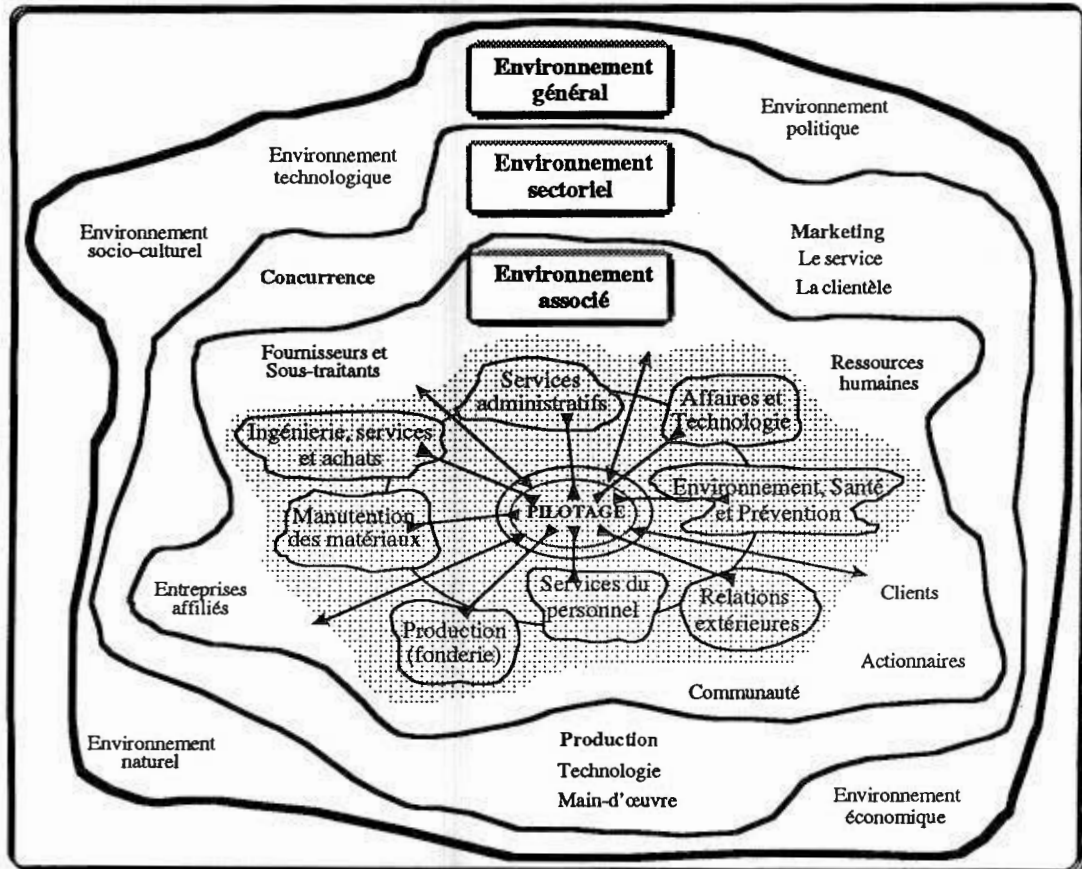 Environnement
général
Environnement
politique
Environnement
technologique
Environnement
sectoriel
Environnement
socio-culturel
Marketing
Le service
La clientèle
Concurrence
Environnement
associé
Fournisseurs et
Sous-traitants
Ressources
humaines
Services
administratifs
Affaires et
Technologie
Ingénierie, services
et achats
Environnement, Santé
et Prévention
PILOTAGE
Manutention
des matériaux
Entreprises
affiliés
Services du
personnel
Relations
extérieures
Clients
Production
(fonderie)
Actionnaires
Communauté
Environnement
naturel
Production
Technologie
Main-d'œuvre
Environnement
économique